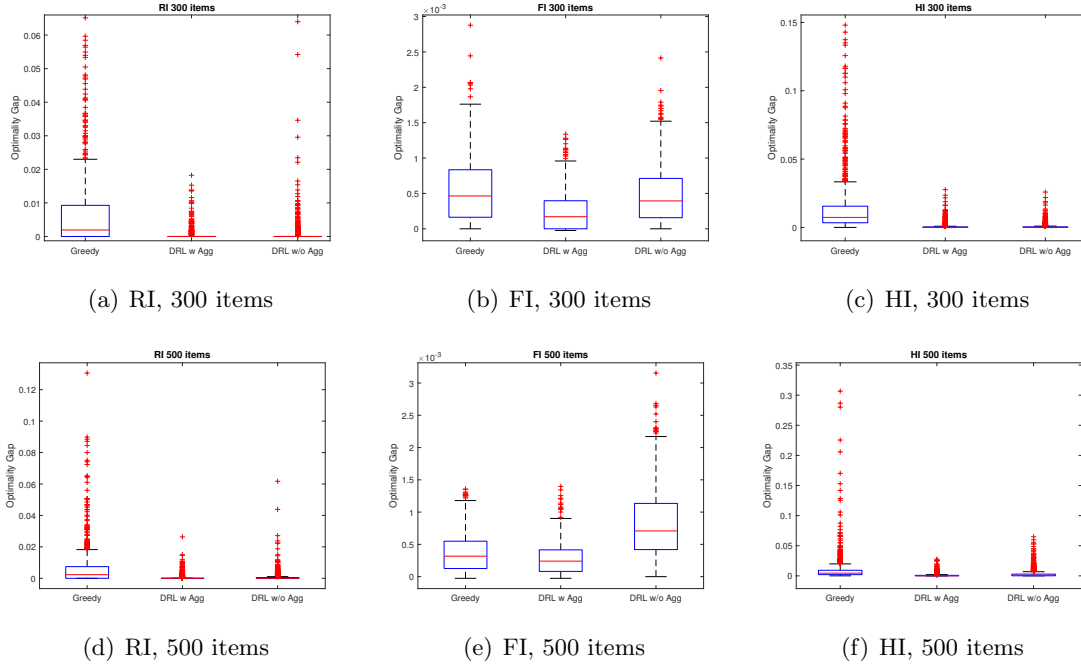 RI 300 items
Optimality Gap
0.06
0.05
0.04
0.03
0.02
0.01
0
Greedy DRL w Agg DRL w/o Agg
(a) RI, 300 items
FI 300 items
×10⁻³
Optimality Gap
3
2.5
2
1.5
1
0.5
0
Greedy DRL w Agg DRL w/o Agg
(b) FI, 300 items
HI 300 items
Optimality Gap
0.15
0.1
0.05
0
Greedy DRL w Agg DRL w/o Agg
(c) HI, 300 items
RI 500 items
Optimality Gap
0.12
0.1
0.08
0.06
0.04
0.02
0
Greedy DRL w Agg DRL w/o Agg
(d) RI, 500 items
FI 500 items
×10⁻³
Optimality Gap
3
2.5
2
1.5
1
0.5
0
Greedy DRL w Agg DRL w/o Agg
(e) FI, 500 items
HI 500 items
Optimality Gap
0.35
0.3
0.25
0.2
0.15
0.1
0.05
0
Greedy DRL w Agg DRL w/o Agg
(f) HI, 500 items